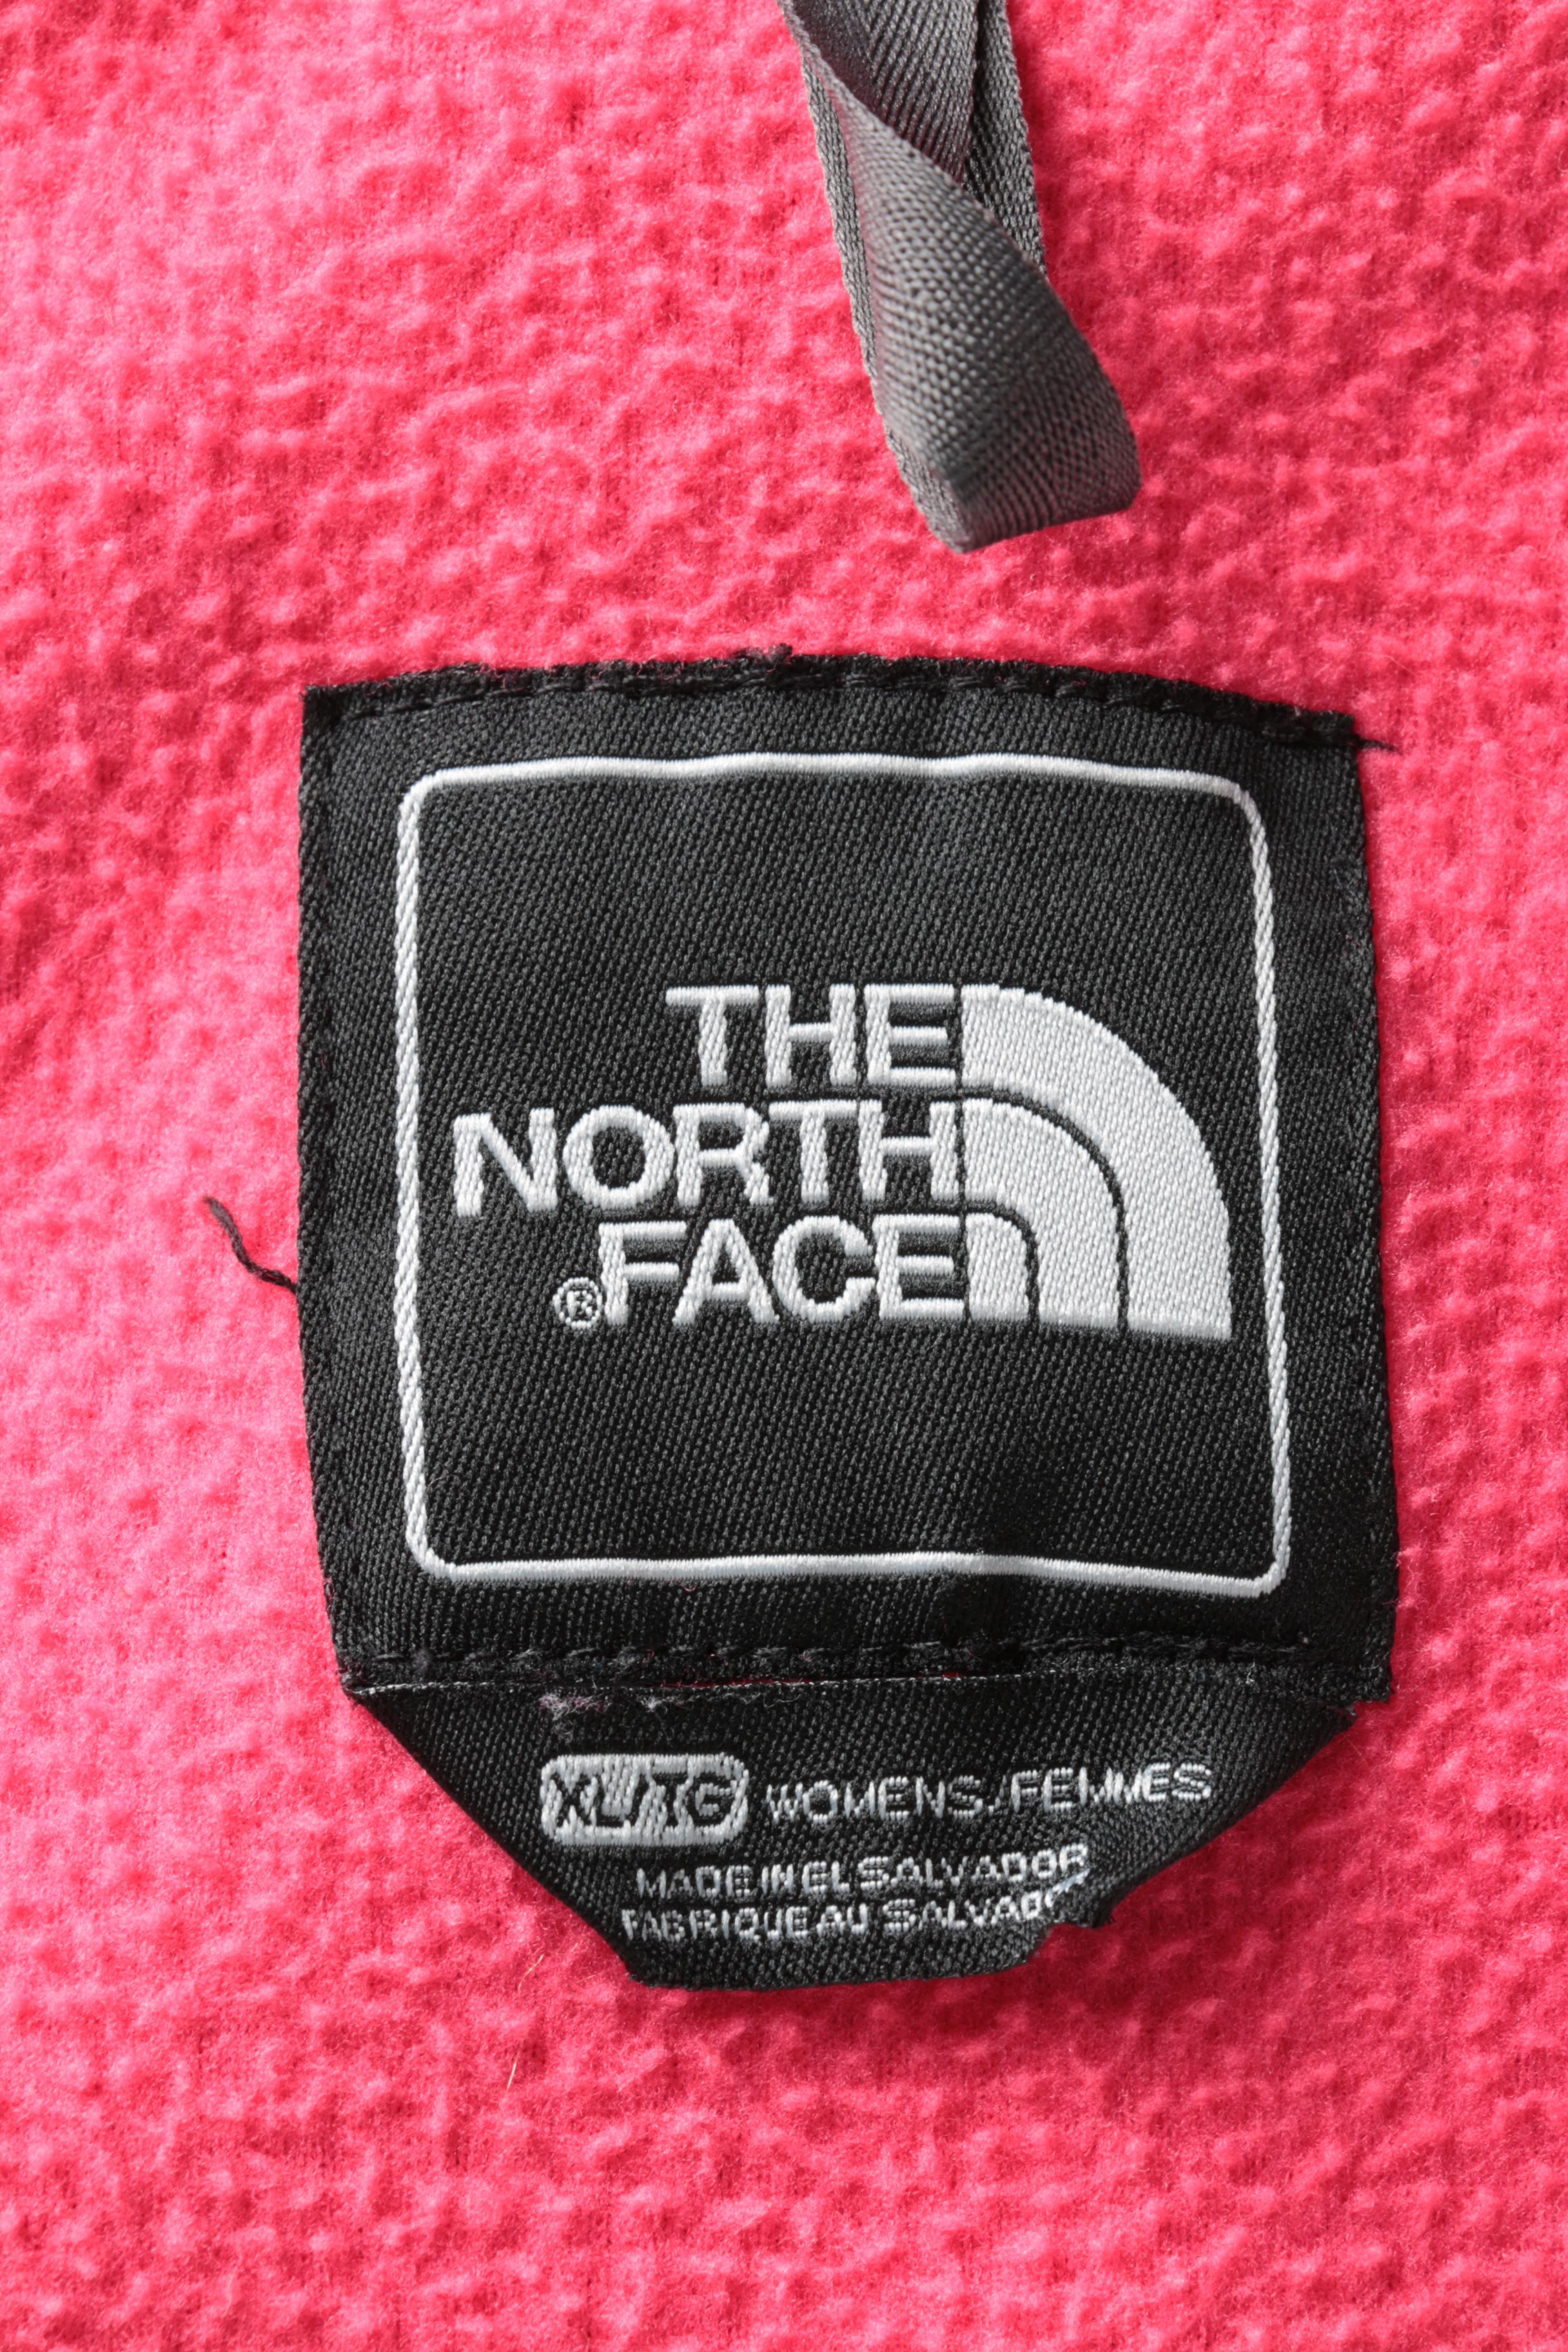 THE
NORTH
®FACE
XL/TG WOMENS/FEMMES
MADE IN EL SALVADOR
FABRIQUE AU SALVADOR